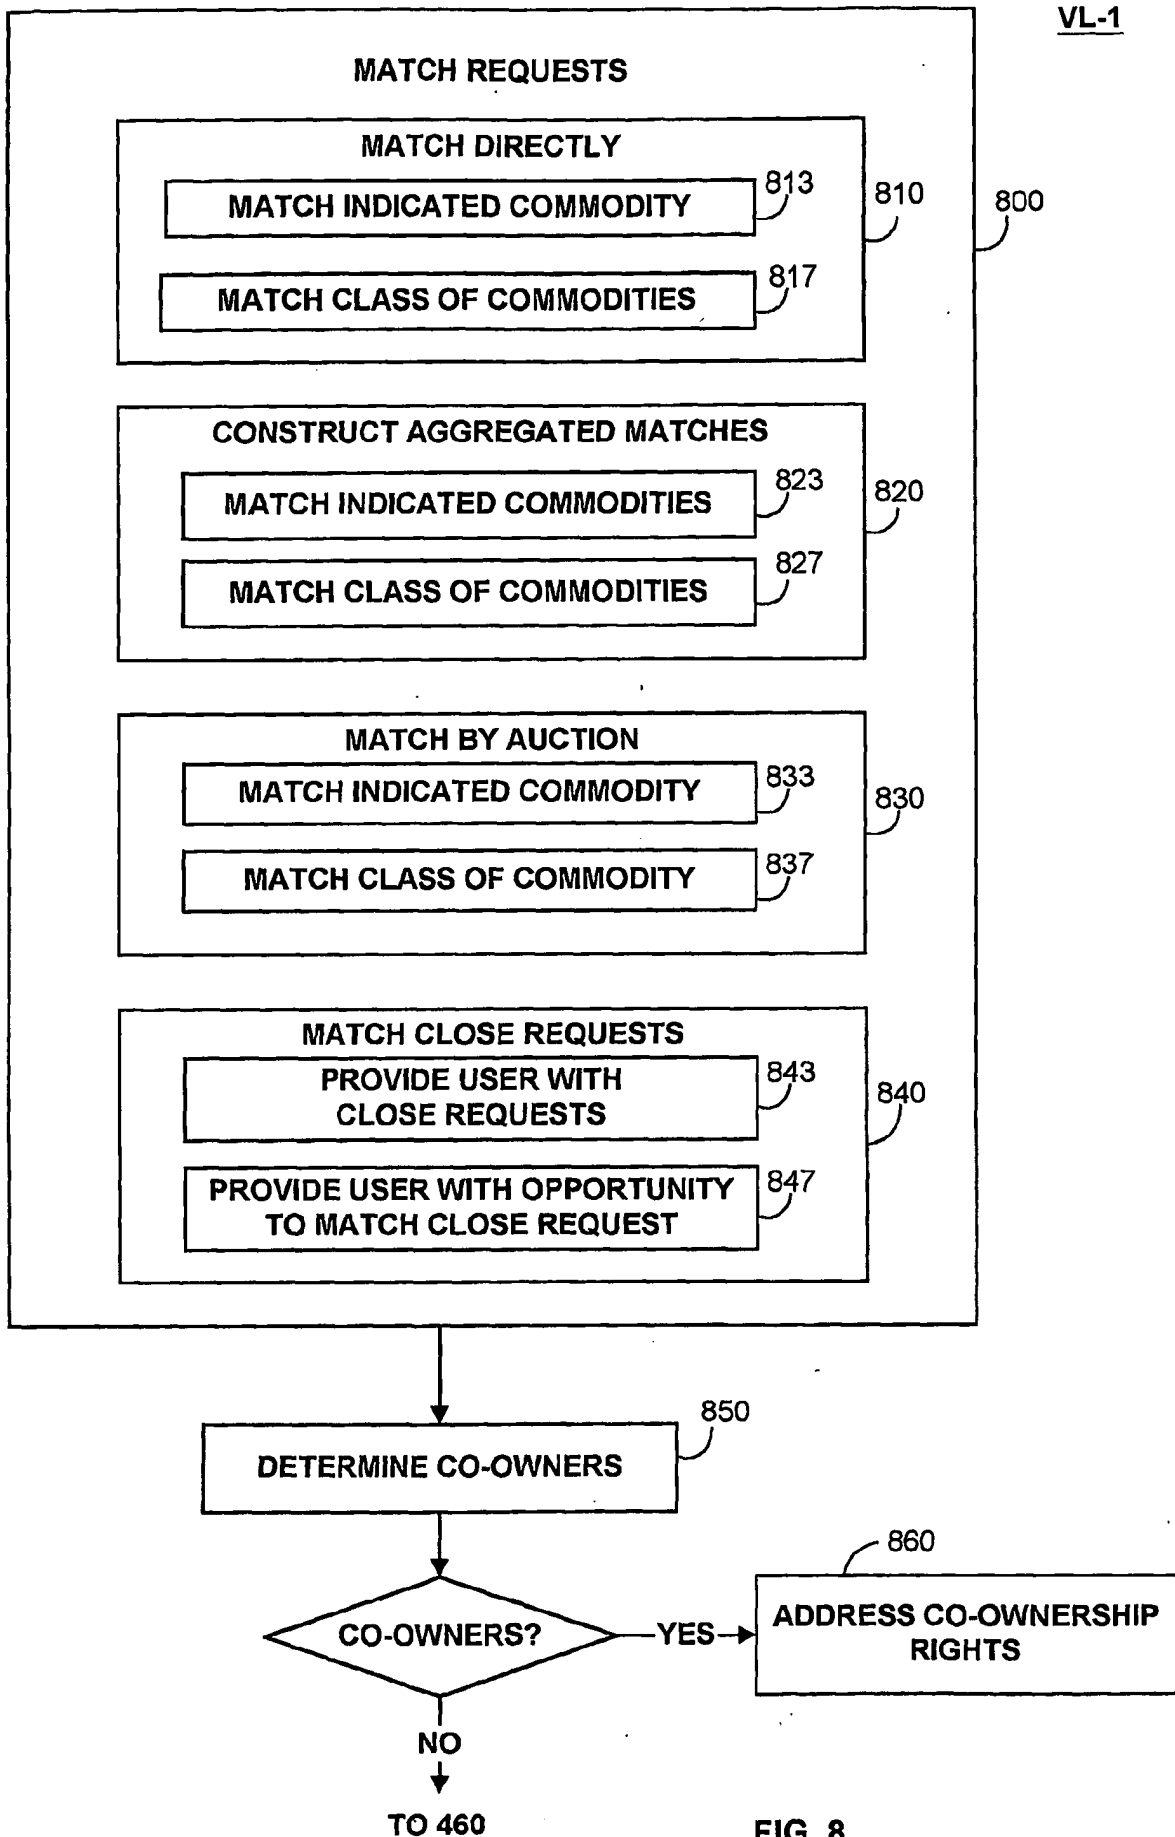 VL-1
MATCH REQUESTS
MATCH DIRECTLY
MATCH INDICATED COMMODITY
813
810
800
MATCH CLASS OF COMMODITIES
817
CONSTRUCT AGGREGATED MATCHES
MATCH INDICATED COMMODITIES
823
820
MATCH CLASS OF COMMODITIES
827
MATCH BY AUCTION
MATCH INDICATED COMMODITY
833
830
MATCH CLASS OF COMMODITY
837
MATCH CLOSE REQUESTS
PROVIDE USER WITH
CLOSE REQUESTS
843
840
PROVIDE USER WITH OPPORTUNITY
TO MATCH CLOSE REQUEST
847
DETERMINE CO-OWNERS
850
CO-OWNERS?
YES
860
ADDRESS CO-OWNERSHIP
RIGHTS
NO
TO 460
FIG. 8